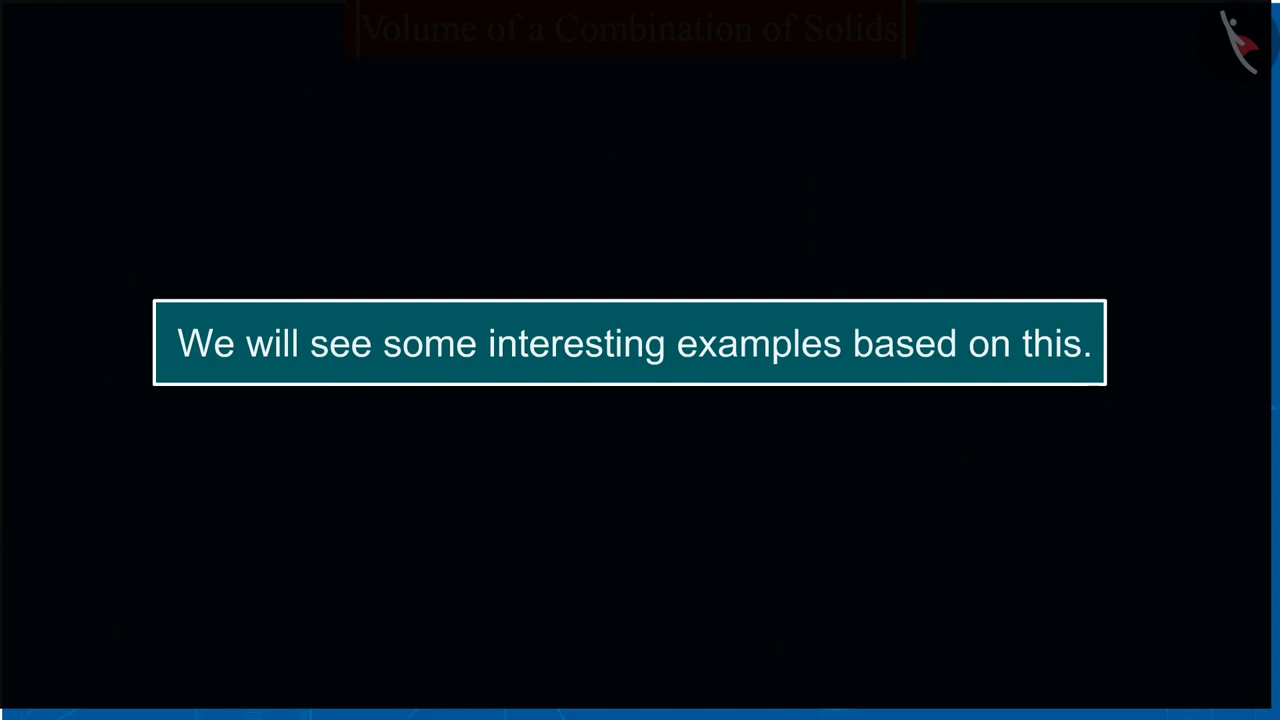 Volume of a Combination of Solids
We will see some interesting examples based on this.